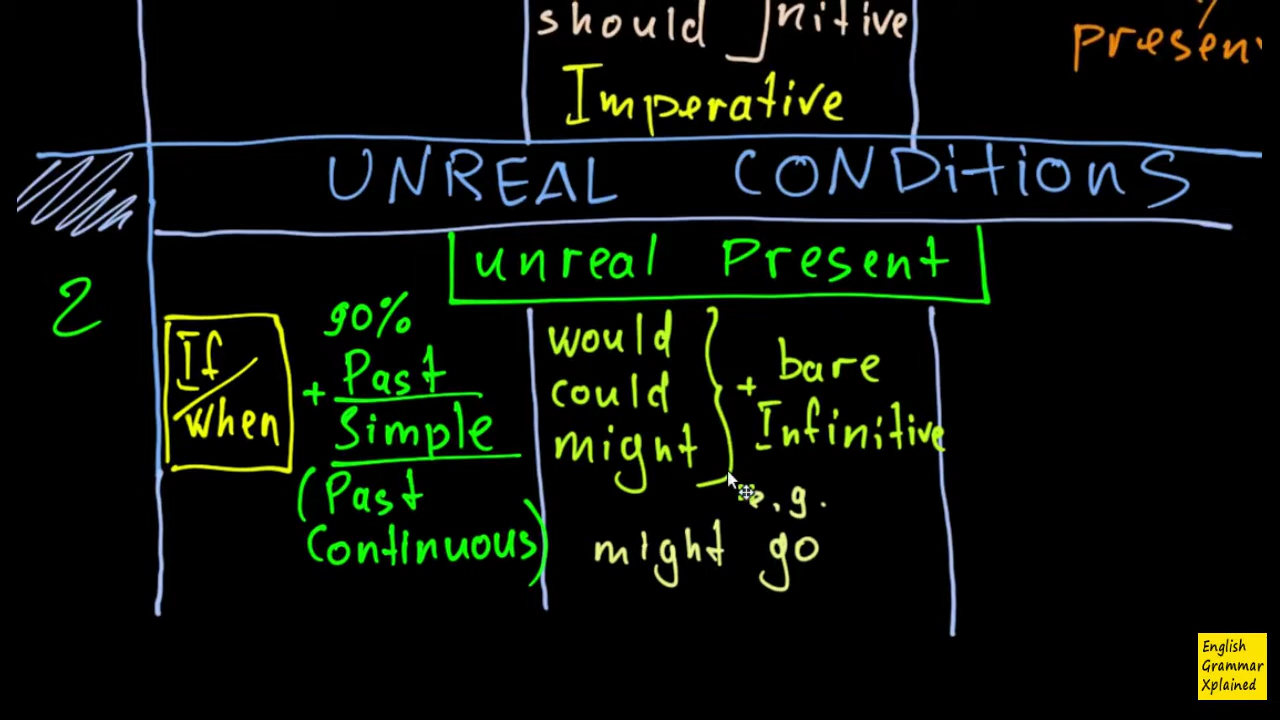 should
nitive
presen
Imperative
UNREAL CONDitionS
unreal Present
2
If
when
90%
+ Past
Simple
(Past
Continuous)
would
could
might
+ bare
Infinitive
e.g.
might go
English
Grammar
Xplained